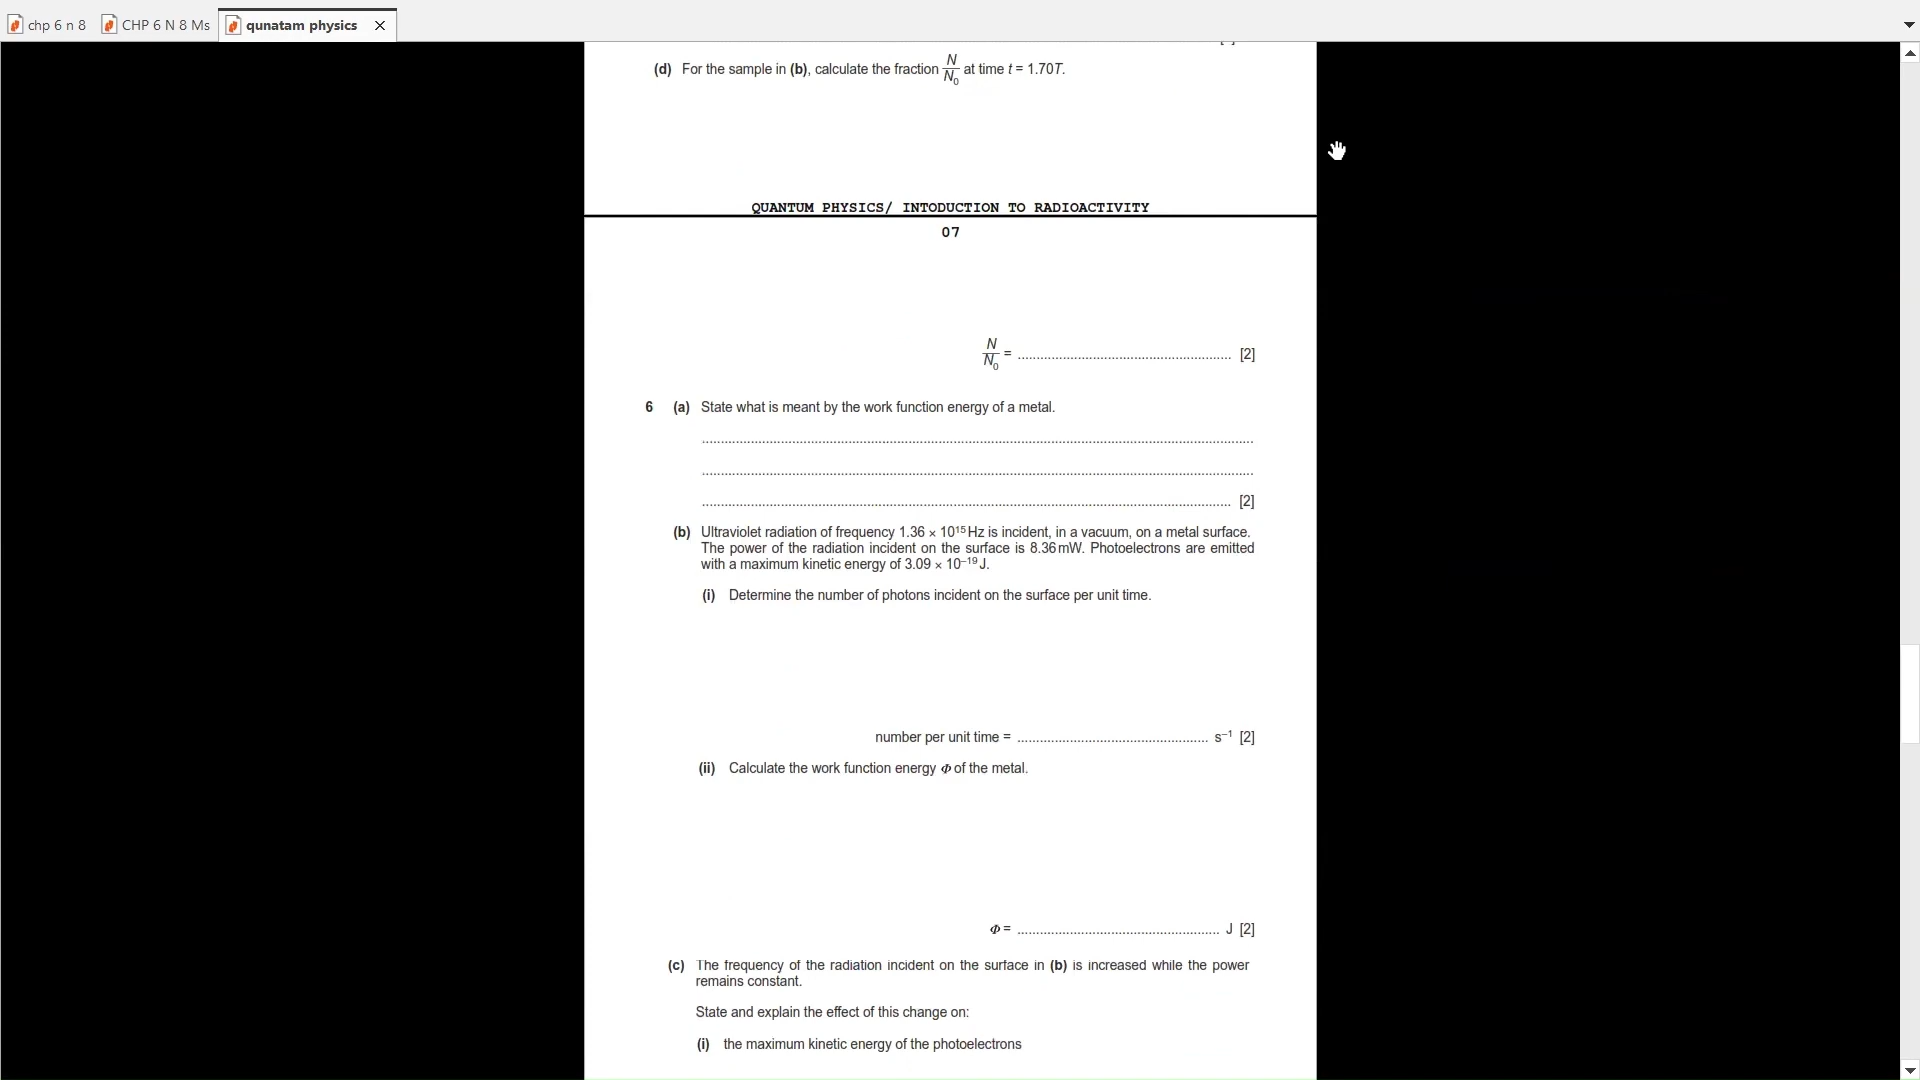 chp 6 n 8
CHP 6 N 8 Ms
qunatam physics
(d) For the sample in (b), calculate the fraction N/N₀ at time t = 1.70T.
QUANTUM PHYSICS/ INTODUCTION TO RADIOACTIVITY
07
N/N₀ = ........................................................ [2]
6 (a) State what is meant by the work function energy of a metal.
...................................................................................................................................................
...................................................................................................................................................
............................................................................................................................................. [2]
(b) Ultraviolet radiation of frequency 1.36 × 10¹⁵ Hz is incident, in a vacuum, on a metal surface.
The power of the radiation incident on the surface is 8.36 mW. Photoelectrons are emitted
with a maximum kinetic energy of 3.09 × 10⁻¹⁹ J.
(i) Determine the number of photons incident on the surface per unit time.
number per unit time = .................................................. s⁻¹ [2]
(ii) Calculate the work function energy Φ of the metal.
Φ = ..................................................... J [2]
(c) The frequency of the radiation incident on the surface in (b) is increased while the power
remains constant.
State and explain the effect of this change on:
(i) the maximum kinetic energy of the photoelectrons